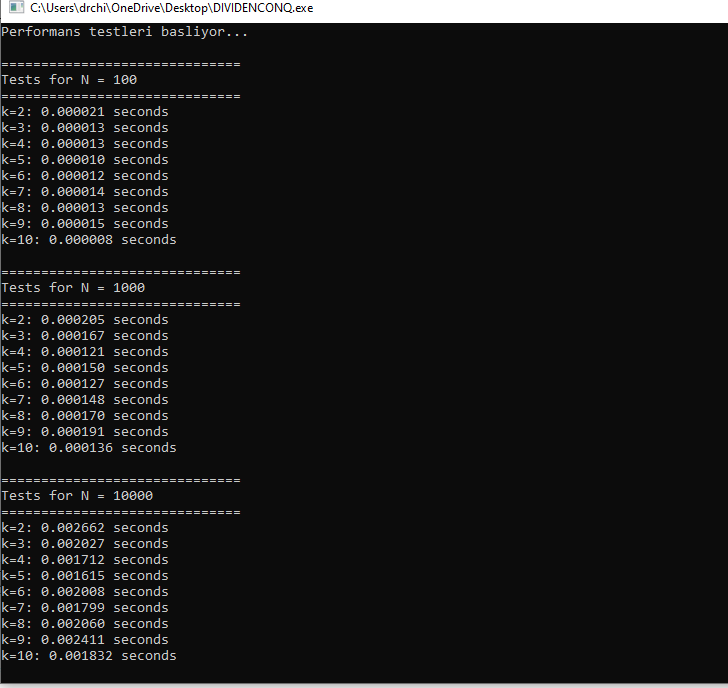 C:\Users\drchi\OneDrive\Desktop\DIVIDENCONQ.exe
Performans testleri basliyor...
==============================
Tests for N = 100
==============================
k=2: 0.000021 seconds
k=3: 0.000013 seconds
k=4: 0.000013 seconds
k=5: 0.000010 seconds
k=6: 0.000012 seconds
k=7: 0.000014 seconds
k=8: 0.000013 seconds
k=9: 0.000015 seconds
k=10: 0.000008 seconds
==============================
Tests for N = 1000
==============================
k=2: 0.000205 seconds
k=3: 0.000167 seconds
k=4: 0.000121 seconds
k=5: 0.000150 seconds
k=6: 0.000127 seconds
k=7: 0.000148 seconds
k=8: 0.000170 seconds
k=9: 0.000191 seconds
k=10: 0.000136 seconds
==============================
Tests for N = 10000
==============================
k=2: 0.002662 seconds
k=3: 0.002027 seconds
k=4: 0.001712 seconds
k=5: 0.001615 seconds
k=6: 0.002008 seconds
k=7: 0.001799 seconds
k=8: 0.002060 seconds
k=9: 0.002411 seconds
k=10: 0.001832 seconds